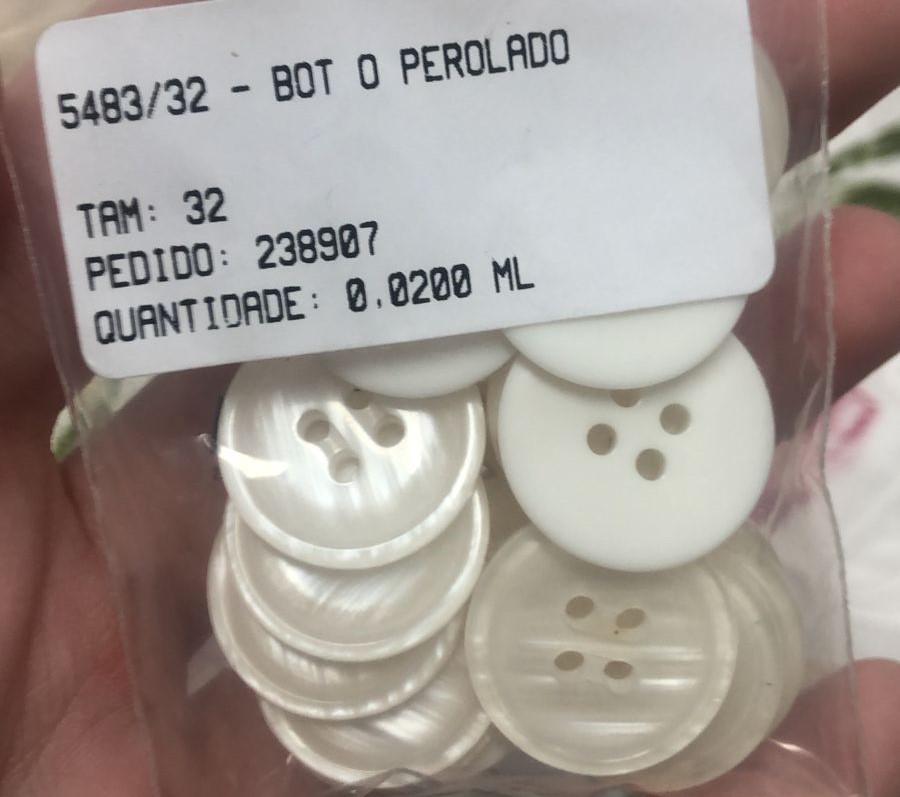 5483/32 - BOT O PEROLADO
TAM: 32
PEDIDO: 238907
QUANTIDADE: 0,0200 ML